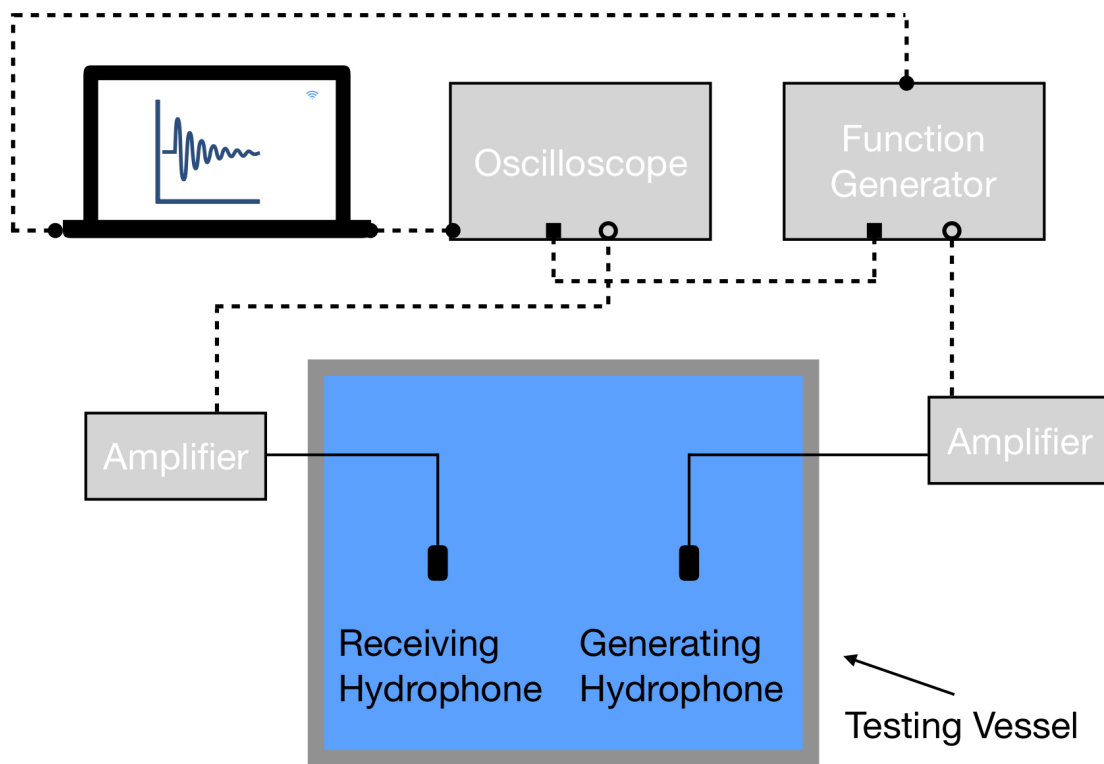 Oscilloscope
Function
Generator
Amplifier
Amplifier
Receiving
Hydrophone
Generating
Hydrophone
Testing Vessel